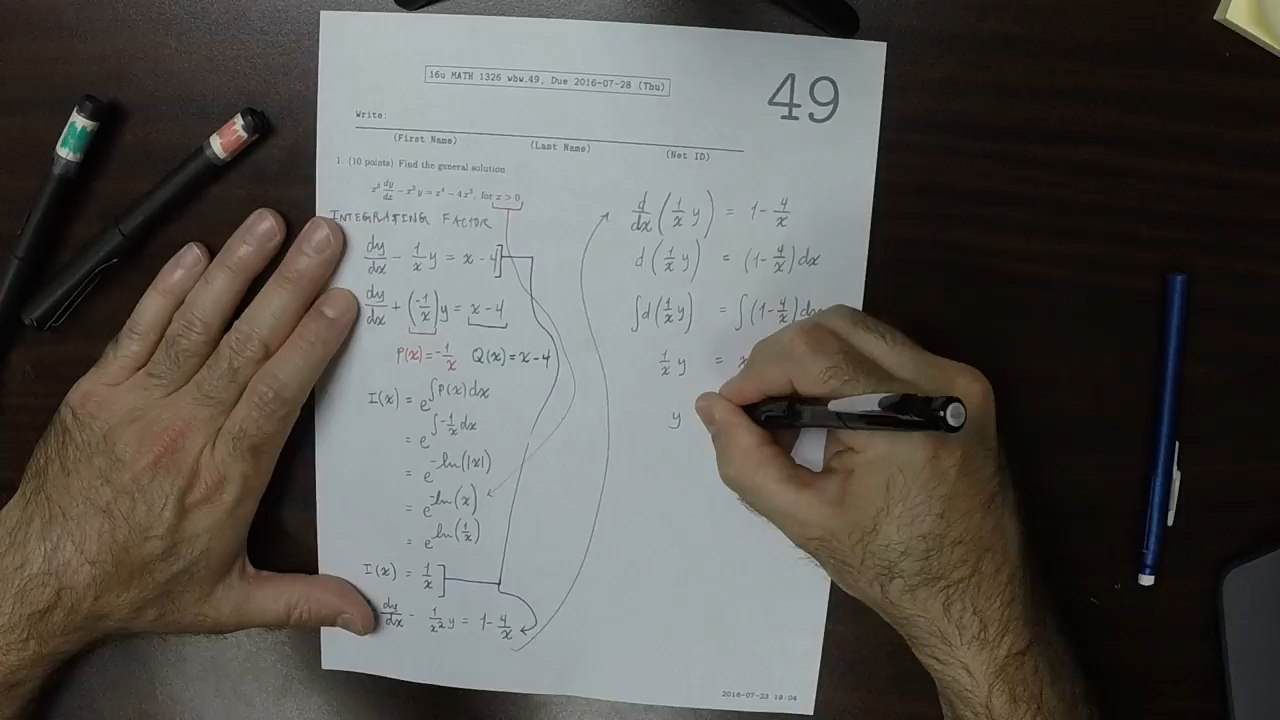 16u MATH 1326 wbw.49, Due 2016-07-28 (Thu)
49
Write:
(First Name) (Last Name) (Net ID)
1. (10 points) Find the general solution
x³ dy/dx − x² y = x⁴ − 4x³, for x > 0
INTEGRATING FACTOR
dy/dx − 1/x y = x − 4
dy/dx + (−1/x) y = x − 4
P(x) = −1/x Q(x) = x − 4
I(x) = e^∫P(x)dx
= e^∫−1/x dx
= e^−ln(|x|)
= e^−ln(x)
= e^ln(1/x)
I(x) = 1/x
dy/dx − 1/x² y = 1 − 4/x
d/dx (1/x y) = 1 − 4/x
d(1/x y) = (1 − 4/x)dx
∫d(1/x y) = ∫(1 − 4/x)dx
1/x y =
y
2016-07-23 19:04